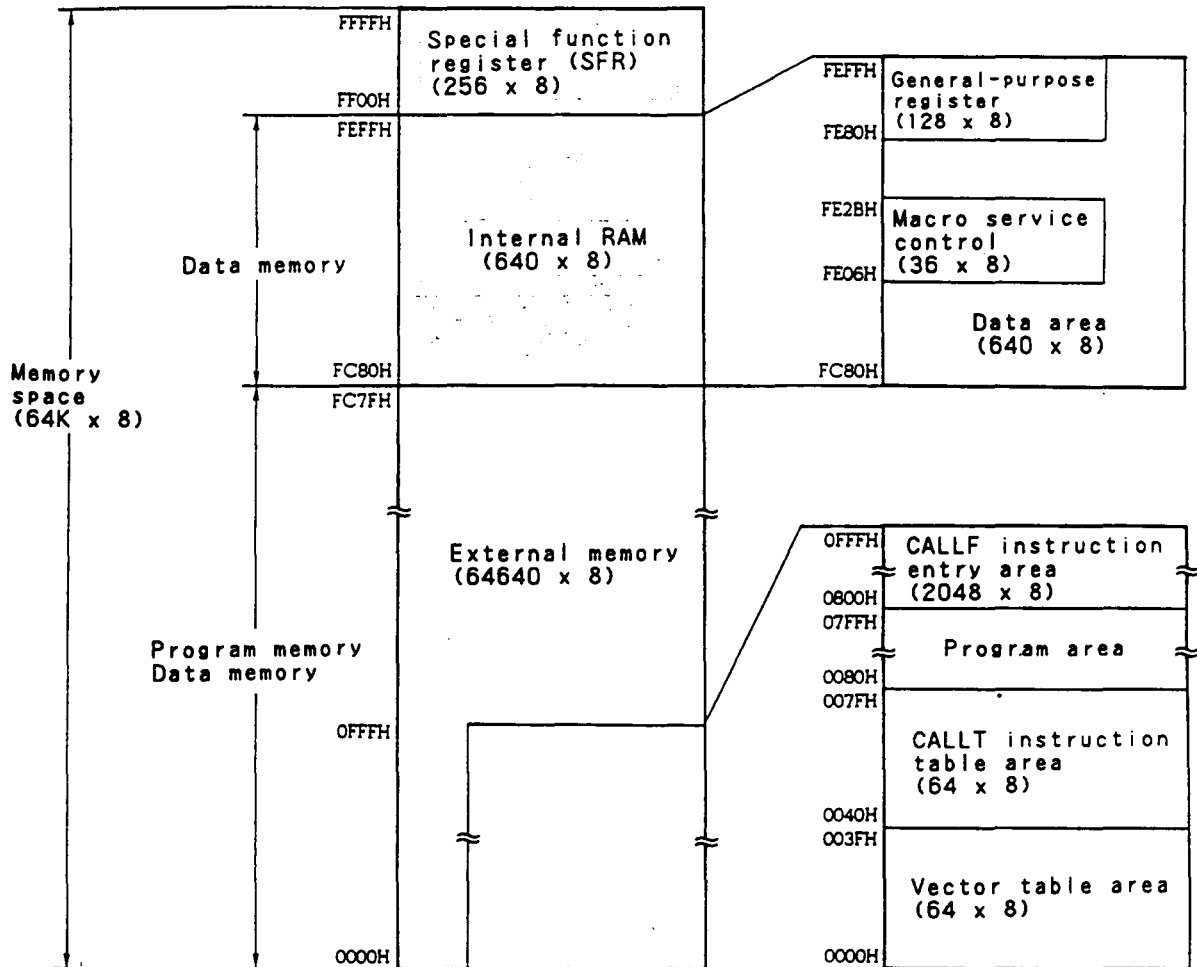 FFFFH
Special function
register (SFR)
(256 x 8)
FF00H
FEFFH
Data memory
Internal RAM
(640 x 8)
FC80H
FC7FH
Memory
space
(64K x 8)
External memory
(64640 x 8)
Program memory
Data memory
0FFFH
0000H
FEFFH
General-purpose
register
(128 x 8)
FE80H
FE2BH
Macro service
control
(36 x 8)
FE06H
Data area
(640 x 8)
FC80H
0FFFH
CALLF instruction
entry area
(2048 x 8)
0800H
07FFH
Program area
0080H
007FH
CALLT instruction
table area
(64 x 8)
0040H
003FH
Vector table area
(64 x 8)
0000H